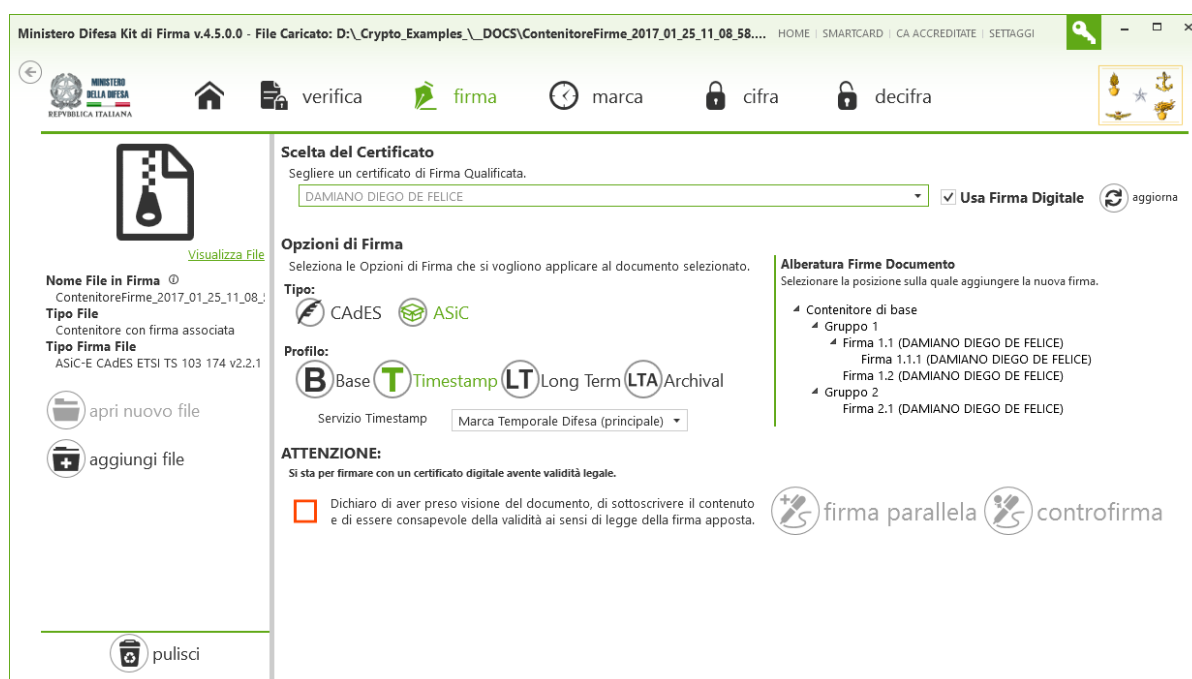 Ministero Difesa Kit di Firma v.4.5.0.0 - File Caricato: D:\_Crypto_Examples_\__DOCS\ContenitoreFirme_2017_01_25_11_08_58.... HOME | SMARTCARD | CA ACCREDITATE | SETTAGGI
MINISTERO
DELLA DIFESA
REPVBBLICA ITALIANA
verifica firma marca cifra decifra
Visualizza File
Nome File in Firma
ContenitoreFirme_2017_01_25_11_08_
Tipo File
Contenitore con firma associata
Tipo Firma File
ASiC-E CAdES ETSI TS 103 174 v2.2.1
apri nuovo file
aggiungi file
pulisci
Scelta del Certificato
Segliere un certificato di Firma Qualificata.
DAMIANO DIEGO DE FELICE Usa Firma Digitale aggiorna
Opzioni di Firma
Seleziona le Opzioni di Firma che si vogliono applicare al documento selezionato.
Tipo:
CAdES ASiC
Profilo:
B Base T Timestamp LT Long Term LTA Archival
Servizio Timestamp Marca Temporale Difesa (principale)
Alberatura Firme Documento
Selezionare la posizione sulla quale aggiungere la nuova firma.
Contenitore di base
Gruppo 1
Firma 1.1 (DAMIANO DIEGO DE FELICE)
Firma 1.1.1 (DAMIANO DIEGO DE FELICE)
Firma 1.2 (DAMIANO DIEGO DE FELICE)
Gruppo 2
Firma 2.1 (DAMIANO DIEGO DE FELICE)
ATTENZIONE:
Si sta per firmare con un certificato digitale avente validità legale.
Dichiaro di aver preso visione del documento, di sottoscrivere il contenuto
e di essere consapevole della validità ai sensi di legge della firma apposta.
firma parallela controfirma